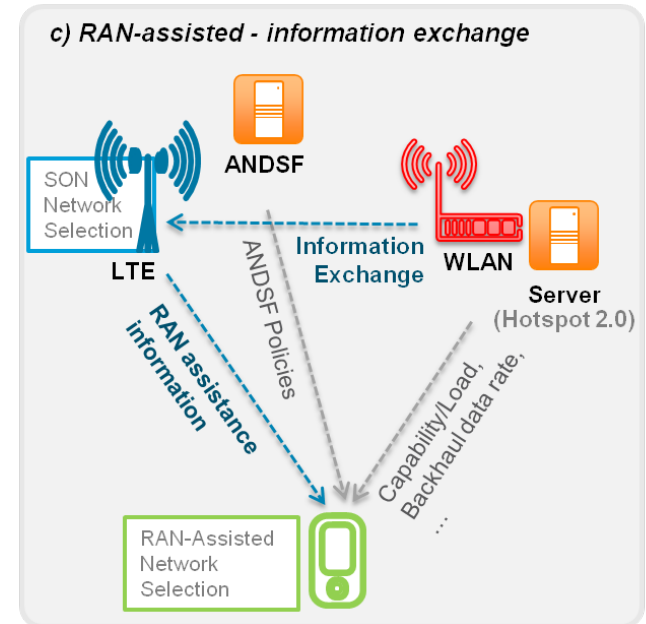 c) RAN-assisted - information exchange
ANDSF
SON
Network
Selection
LTE
Information
Exchange
WLAN
Server
(Hotspot 2.0)
RAN assistance
information
ANDSF Policies
Capability/Load,
Backhaul data rate,
...
RAN-Assisted
Network
Selection